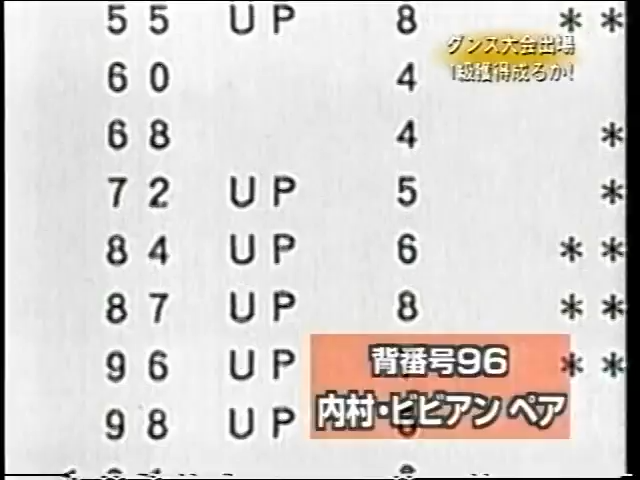 55 UP 8 * *
ダンス大会出場
1級獲得成るか!
60 4
68 4 *
72 UP 5 *
84 UP 6 * *
87 UP 8 * *
96 UP * *
98 UP
背番号96
内村・ビビアン ペア